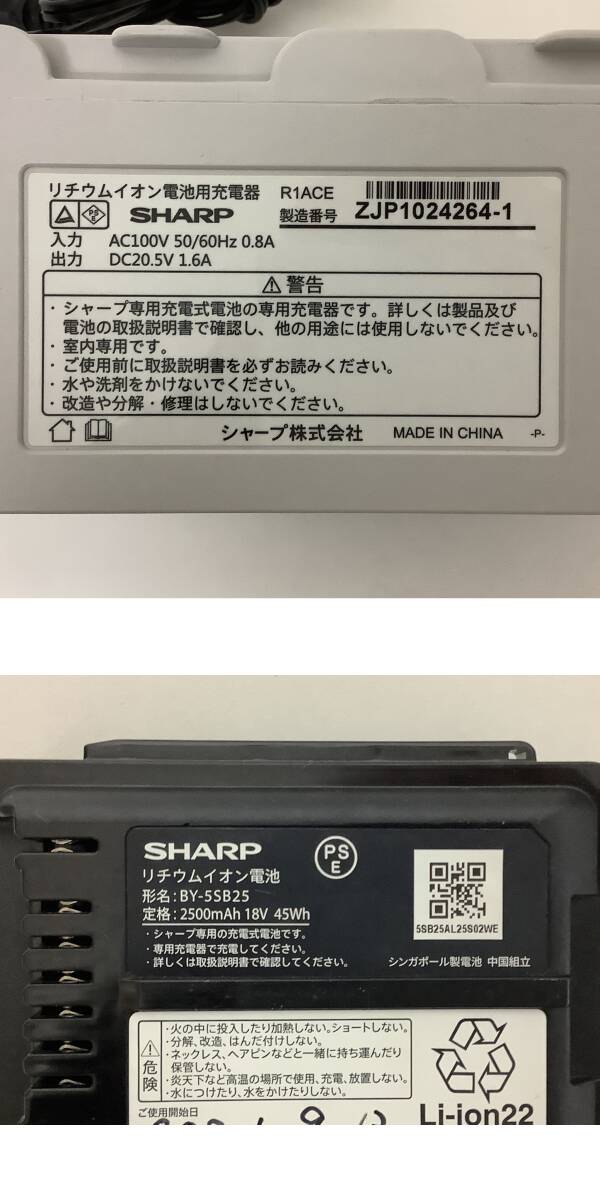 リチウムイオン電池用充電器 R1ACE
PSE SHARP 製造番号 ZJP1024264-1
入力 AC100V 50/60Hz 0.8A
出力 DC20.5V 1.6A
⚠警告
・シャープ専用充電式電池の専用充電器です。詳しくは製品及び
電池の取扱説明書で確認し、他の用途には使用しないでください。
・室内専用です。
・ご使用前に取扱説明書を必ずお読みください。
・水や洗剤をかけないでください。
・改造や分解・修理はしないでください。
シャープ株式会社 MADE IN CHINA -P-
SHARP PSE
リチウムイオン電池
形名:BY-5SB25
定格:2500mAh 18V 45Wh
・シャープ専用の充電式電池です。
・専用充電器で充電してください。
・詳しくは取扱説明書で確認してください。
5SB25AL25S02WE
シンガポール製電池 中国組立
⚠危険
・火の中に投入したり加熱しない。ショートしない。
・分解、改造、はんだ付けしない。
・ネックレス、ヘアピンなどと一緒に持ち運んだり
保管しない。
・炎天下など高温の場所で使用、充電、放置しない。
・水につけたり、水をかけたりしない。
ご使用開始日
Li-ion22